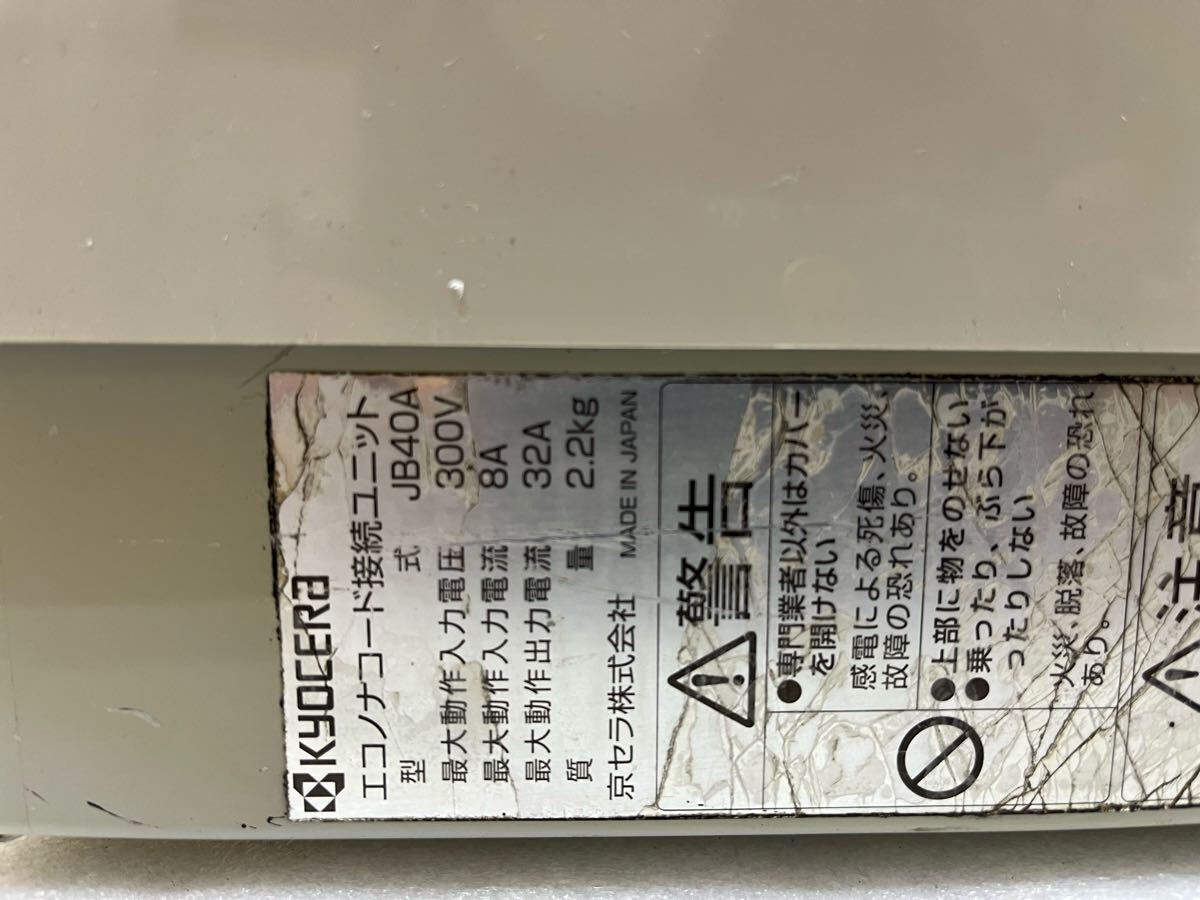 KYOCERA
エコノナコード接続ユニット
型 式 JB40A
最大動作入力電圧 300V
最大動作入力電流 8A
最大動作出力電流 32A
質 量 2.2kg
京セラ株式会社 MADE IN JAPAN
警告
●専門業者以外はカバー
を開けない
感電による死傷、火災、
故障の恐れあり。
●上部に物をのせない
●乗ったり、ぶら下が
ったりしない
火災、脱落、故障の恐れ
あり。
注意